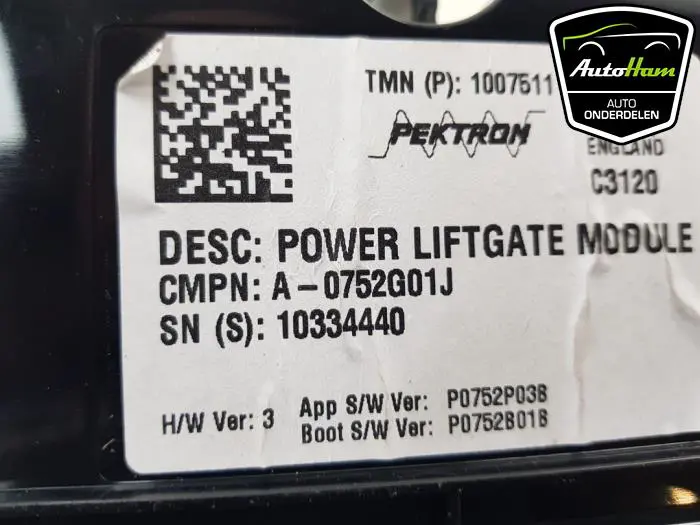 AutoHam
AUTO
ONDERDELEN
TMN (P): 1007511
PEKTRON
ENGLAND
C3120
DESC: POWER LIFTGATE MODULE
CMPN: A-0752G01J
SN (S): 10334440
H/W Ver: 3 App S/W Ver: P0752P03B
Boot S/W Ver: P0752B01B